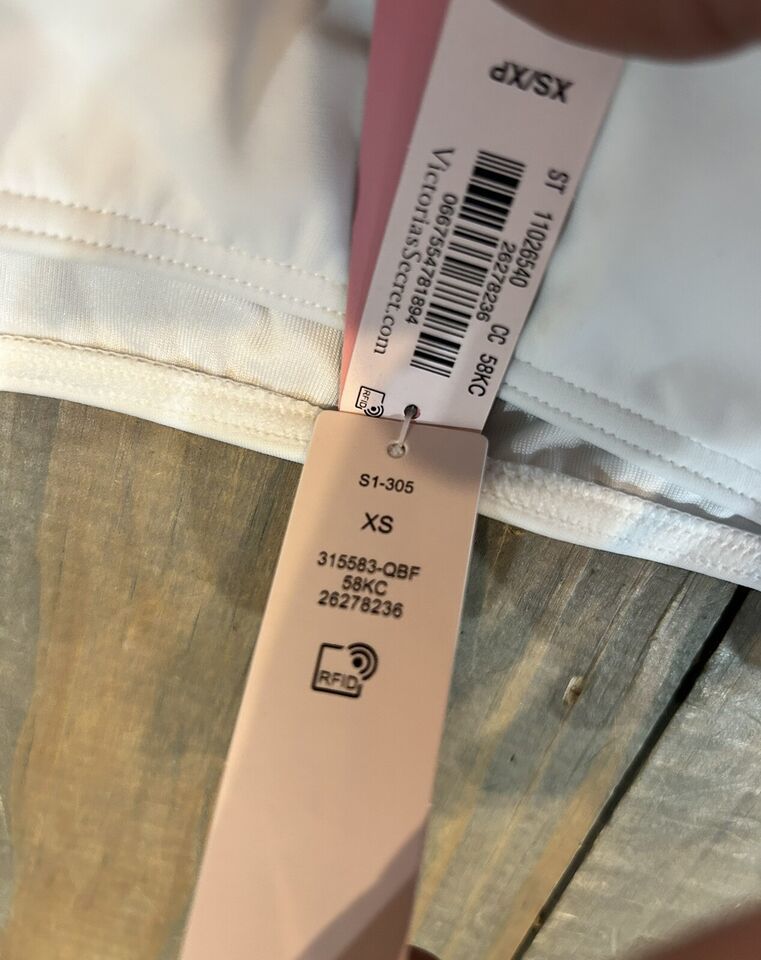 XS/XP
ST 11026540 CC 58KC
26278236
0667554781894
VictoriasSecret.com
RFID
S1-305
XS
315583-QBF
58KC
26278236
RFID